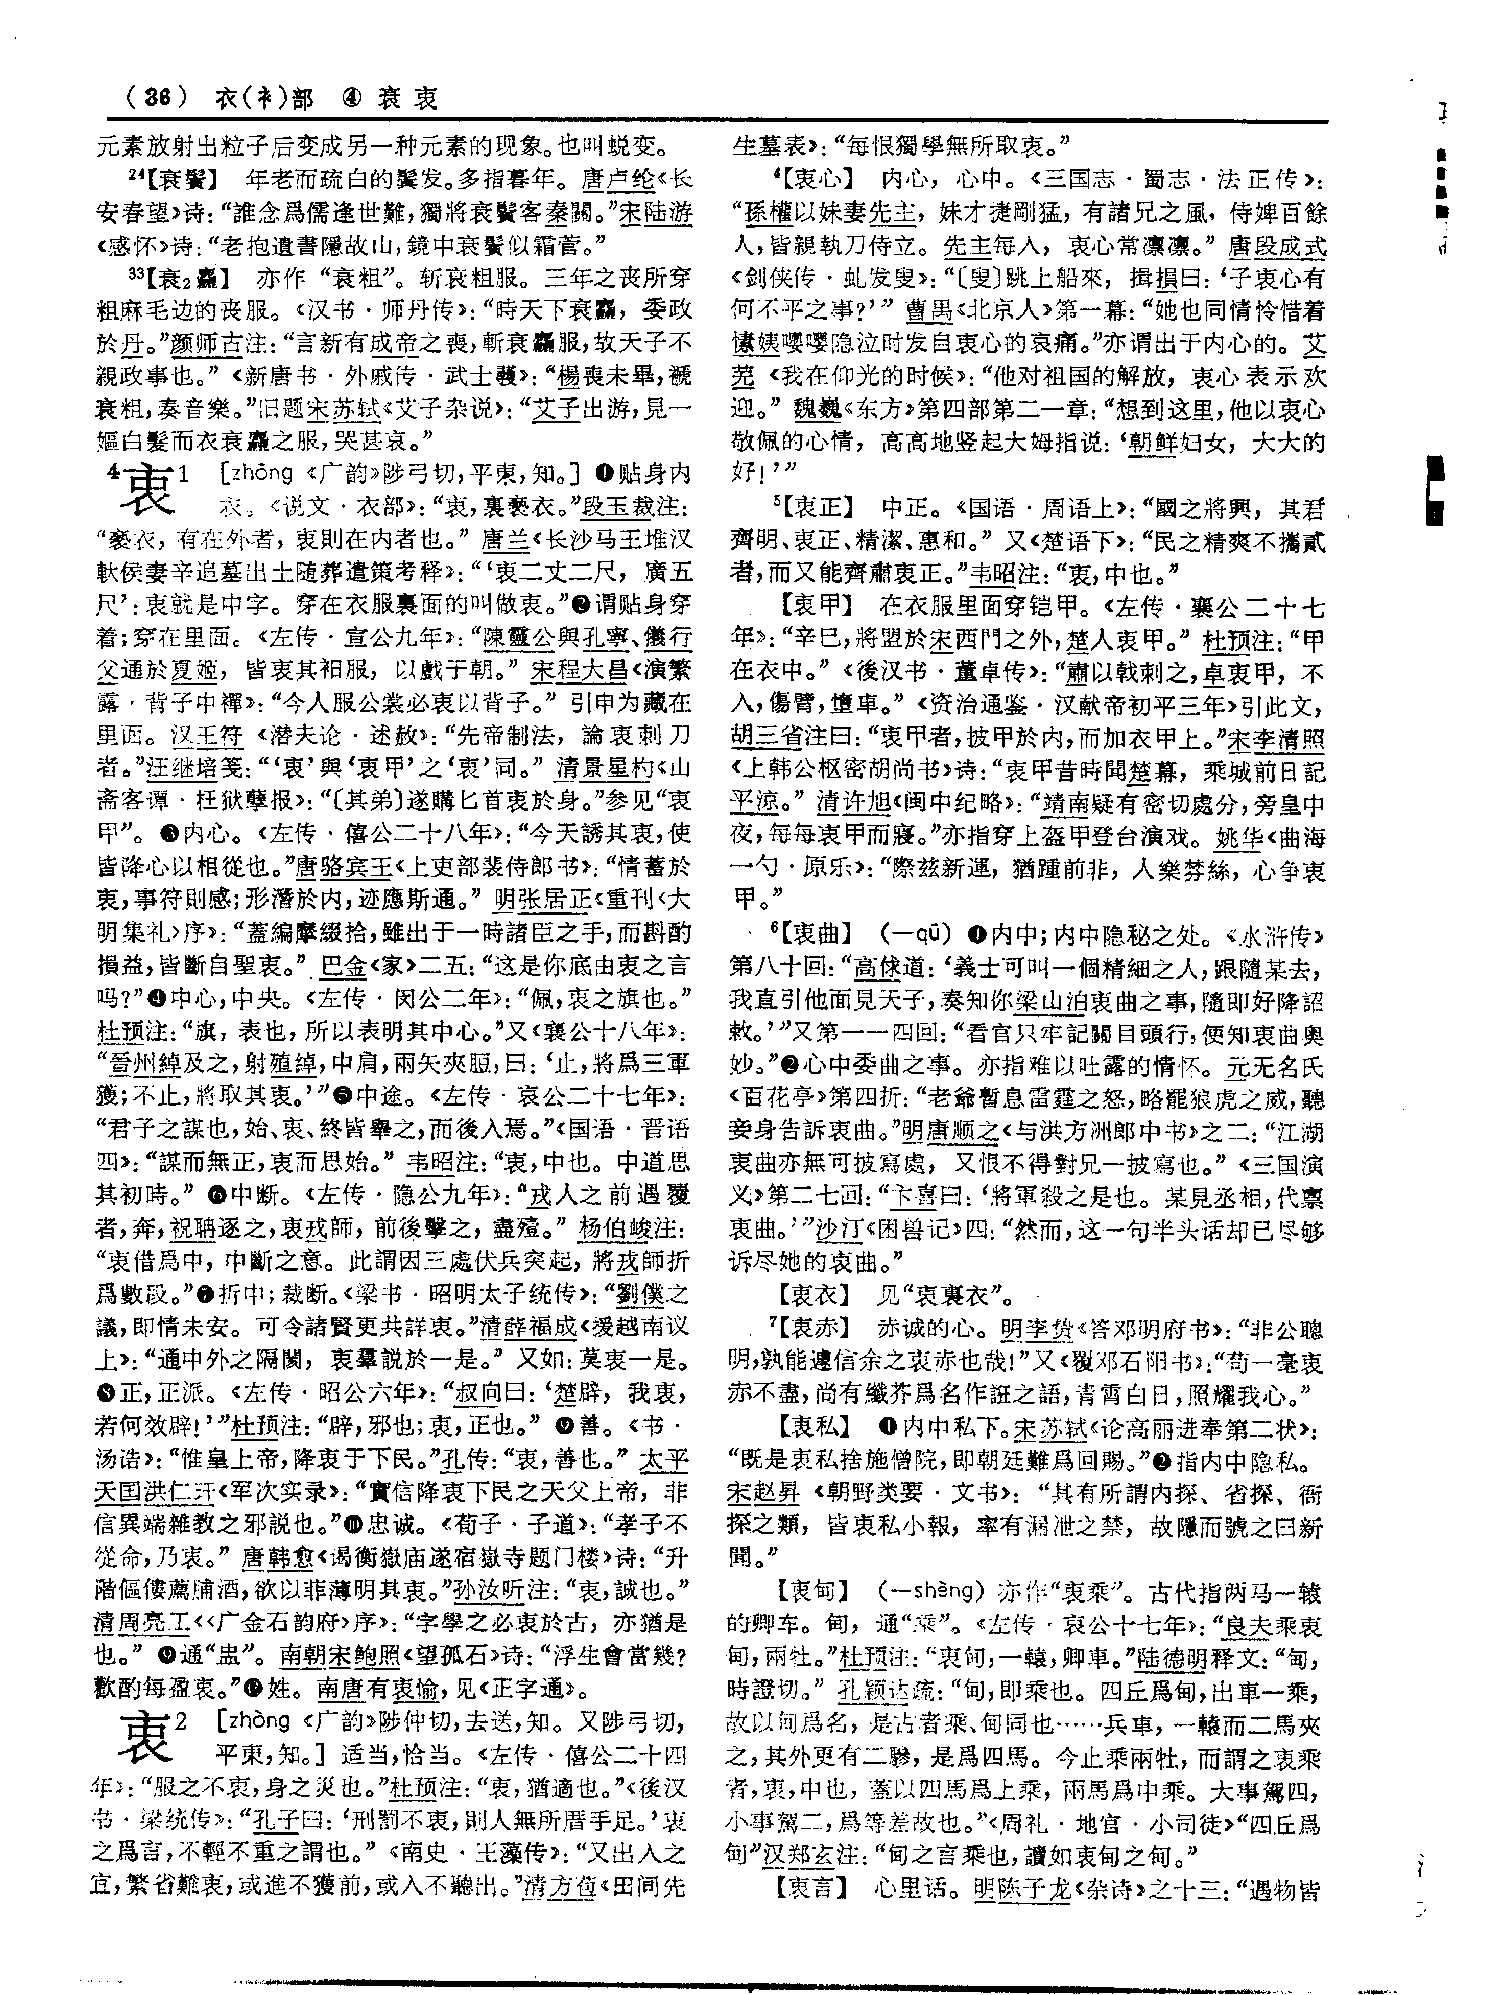 （36） 衣（衤）部 ④ 衰 衷
元素放射出粒子后变成另一种元素的现象。也叫蜕变。
24【衰鬢】 年老而疏白的鬓发。多指暮年。唐卢纶《长
安春望》诗：“誰念爲儒逢世難，獨將衰鬢客秦關。”宋陆游
《感怀》诗：“老抱遺書隱故山，鏡中衰鬢似霜菅。”
33【衰2麤】 亦作“衰粗”。斩衰粗服。三年之丧所穿
粗麻毛边的丧服。《汉书·师丹传》：“時天下衰麤，委政
於丹。”颜师古注：“言新有成帝之喪，斬衰麤服，故天子不
親政事也。”《新唐书·外戚传·武士彠》：“楊喪未畢，褫
衰粗，奏音樂。”旧题宋苏轼《艾子杂说》：“艾子出游，見一
嫗白髮而衣衰麤之服，哭甚哀。”
4衷1 ［zhōng《广韵》陟弓切，平東，知。］❶贴身内
衣。《说文·衣部》：“衷，裏褻衣。”段玉裁注：
“褻衣，有在外者，衷則在内者也。”唐兰《长沙马王堆汉
軑侯妻辛追墓出土随葬遣策考释》：“‘衷二丈二尺，廣五
尺’：衷就是中字。穿在衣服裏面的叫做衷。”❷谓贴身穿
着；穿在里面。《左传·宣公九年》：“陳靈公與孔寧、儀行
父通於夏姬，皆衷其衵服，以戲于朝。”宋程大昌《演繁
露·背子中禪》：“今人服公裳必衷以背子。”引申为藏在
里面。汉王符《潜夫论·述赦》：“先帝制法，論衷刺刀
者。”汪继培笺：“‘衷’與‘衷甲’之‘衷’同。”清景星杓《山
斋客谭·枉狱孽报》：“〔其弟〕遂購匕首衷於身。”参见“衷
甲”。❸内心。《左传·僖公二十八年》：“今天誘其衷，使
皆降心以相從也。”唐骆宾王《上吏部裴侍郎书》：“情蓄於
衷，事符則感；形潛於内，迹應斯通。”明张居正《重刊〈大
明集礼〉序》：“蓋編摩綴拾，雖出于一時諸臣之手，而斟酌
損益，皆斷自聖衷。”巴金《家》二五：“这是你底由衷之言
吗？”❹中心，中央。《左传·闵公二年》：“佩，衷之旗也。”
杜预注：“旗，表也，所以表明其中心。”又《襄公十八年》：
“晉州綽及之，射殖綽，中肩，兩矢夾脰，曰：‘止，將爲三軍
獲；不止，將取其衷。’”❺中途。《左传·哀公二十七年》：
“君子之謀也，始、衷、終皆舉之，而後入焉。”《国语·晋语
四》：“謀而無正，衷而思始。”韦昭注：“衷，中也。中道思
其初時。”❻中断。《左传·隐公九年》：“戎人之前遇覆
者，奔，祝聃逐之，衷戎師，前後擊之，盡殪。”杨伯峻注：
“衷借爲中，中斷之意。此謂因三處伏兵突起，將戎師折
爲數段。”❼折中；裁断。《梁书·昭明太子统传》：“劉僕之
議，即情未安。可令諸賢更共詳衷。”清薛福成《援越南议
上》：“通中外之隔閡，衷羣説於一是。”又如：莫衷一是。
❽正，正派。《左传·昭公六年》：“叔向曰：‘楚辟，我衷，
若何效辟！’”杜预注：“辟，邪也；衷，正也。”❾善。《书·
汤诰》：“惟皇上帝，降衷于下民。”孔传：“衷，善也。”太平
天国洪仁玕《军次实录》：“實信降衷下民之天父上帝，非
信異端雜教之邪説也。”❿忠诚。《荀子·子道》：“孝子不
從命，乃衷。”唐韩愈《谒衡嶽庙遂宿嶽寺题门楼》诗：“升
階傴僂薦脯酒，欲以菲薄明其衷。”孙汝听注：“衷，誠也。”
清周亮工《〈广金石韵府〉序》：“字學之必衷於古，亦猶是
也。”⓫通“盅”。南朝宋鲍照《望孤石》诗：“浮生會當幾？
歡酌每盈衷。”⓬姓。南唐有衷愉，见《正字通》。
衷2 ［zhòng《广韵》陟仲切，去送，知。又陟弓切，
平東，知。］适当，恰当。《左传·僖公二十四
年》：“服之不衷，身之災也。”杜预注：“衷，猶適也。”《後汉
书·梁统传》：“孔子曰：‘刑罰不衷，則人無所厝手足。’衷
之爲言，不輕不重之謂也。”《南史·王藻传》：“又出入之
宜，繁省難衷，或進不獲前，或入不聽出。”清方苞《田间先
生墓表》：“每恨獨學無所取衷。”
4【衷心】 内心，心中。《三国志·蜀志·法正传》：
“孫權以妹妻先主，妹才捷剛猛，有諸兄之風，侍婢百餘
人，皆親執刀侍立。先主每入，衷心常凛凛。”唐段成式
《剑侠传·虬发叟》：“〔叟〕跳上船來，揖損曰：‘子衷心有
何不平之事？’”曹禺《北京人》第一幕：“她也同情怜惜着
愫姨嘤嘤隐泣时发自衷心的哀痛。”亦谓出于内心的。艾
芜《我在仰光的时候》：“他对祖国的解放，衷心表示欢
迎。”魏巍《东方》第四部第二一章：“想到这里，他以衷心
敬佩的心情，高高地竖起大姆指说：‘朝鲜妇女，大大的
好！’”
5【衷正】 中正。《国语·周语上》：“國之將興，其君
齊明、衷正、精潔、惠和。”又《楚语下》：“民之精爽不攜貳
者，而又能齊肅衷正。”韦昭注：“衷，中也。”
【衷甲】 在衣服里面穿铠甲。《左传·襄公二十七
年》：“辛巳，將盟於宋西門之外，楚人衷甲。”杜预注：“甲
在衣中。”《後汉书·董卓传》：“肅以戟刺之，卓衷甲，不
入，傷臂，墮車。”《资治通鉴·汉献帝初平三年》引此文，
胡三省注曰：“衷甲者，披甲於内，而加衣甲上。”宋李清照
《上韩公枢密胡尚书》诗：“衷甲昔時聞楚幕，乘城前日記
平涼。”清许旭《闽中纪略》：“靖南疑有密切處分，旁皇中
夜，每每衷甲而寢。”亦指穿上盔甲登台演戏。姚华《曲海
一勺·原乐》：“際兹新運，猶踵前非，人樂棼絲，心争衷
甲。”
6【衷曲】 （—qū）❶内中；内中隐秘之处。《水浒传》
第八十回：“高俅道：‘義士可叫一個精細之人，跟隨某去，
我直引他面見天子，奏知你梁山泊衷曲之事，隨即好降詔
敕。’”又第一一四回：“看官只牢記關目頭行，便知衷曲奥
妙。”❷心中委曲之事。亦指难以吐露的情怀。元无名氏
《百花亭》第四折：“老爺暫息雷霆之怒，略罷狼虎之威，聽
妾身告訴衷曲。”明唐顺之《与洪方洲郎中书》之二：“江湖
衷曲亦無可披寫處，又恨不得對兄一披寫也。”《三国演
义》第二七回：“卞喜曰：‘將軍殺之是也。某見丞相，代禀
衷曲。’”沙汀《困兽记》四：“然而，这一句半头话却已尽够
诉尽她的衷曲。”
【衷衣】 见“衷裏衣”。
7【衷赤】 赤诚的心。明李贽《答邓明府书》：“非公聰
明，孰能遽信余之衷赤也哉！”又《覆邓石阳书》：“苟一毫衷
赤不盡，尚有纖芥爲名作誑之語，青霄白日，照耀我心。”
【衷私】 ❶内中私下。宋苏轼《论高丽进奉第二状》：
“既是衷私捨施僧院，即朝廷難爲回賜。”❷指内中隐私。
宋赵昇《朝野类要·文书》：“其有所謂内探、省探、衙
探之類，皆衷私小報，率有漏泄之禁，故隱而號之曰新
聞。”
【衷甸】 （—shèng）亦作“衷乘”。古代指两马一辕
的卿车。甸，通“乘”。《左传·哀公十七年》：“良夫乘衷
甸，兩牡。”杜预注：“衷甸，一轅，卿車。”陆德明释文：“甸，
時證切。”孔颖达疏：“甸，即乘也。四丘爲甸，出車一乘，
故以甸爲名，是古者乘、甸同也……兵車，一轅而二馬夾
之，其外更有二驂，是爲四馬。今止乘兩牡，而謂之衷乘
者，衷，中也，蓋以四馬爲上乘，兩馬爲中乘。大事駕四，
小事駕二，爲等差故也。”《周礼·地官·小司徒》“四丘爲
甸”汉郑玄注：“甸之言乘也，讀如衷甸之甸。”
【衷言】 心里话。明陈子龙《杂诗》之十三：“遇物皆